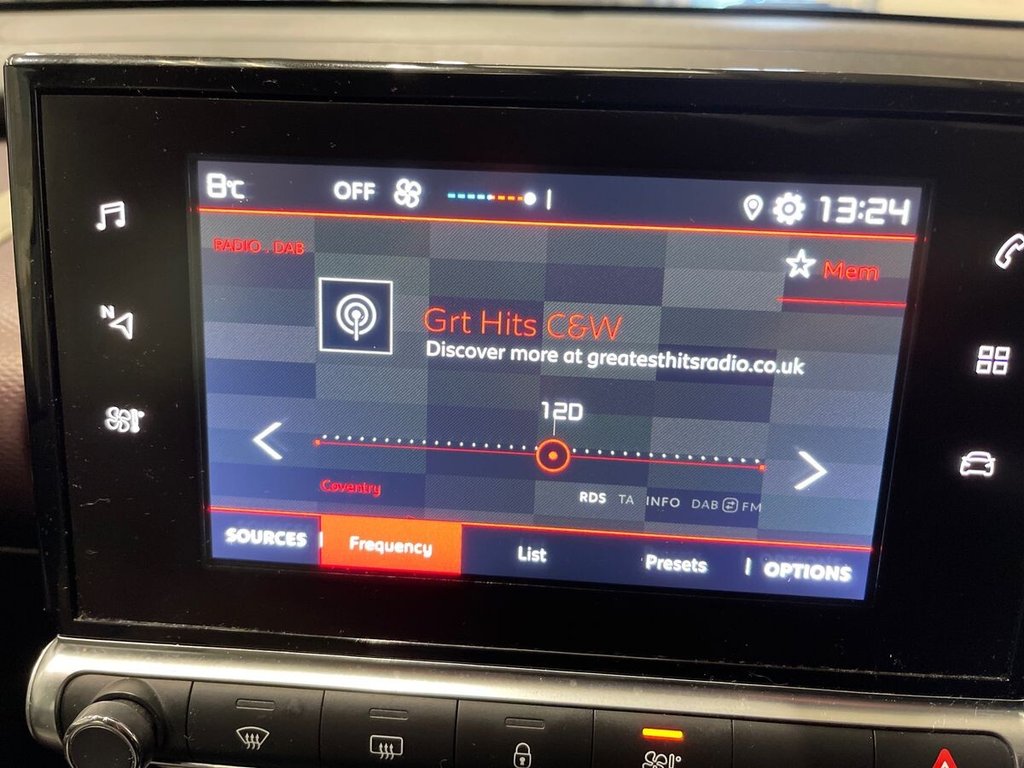 8°C OFF 13:24
RADIO . DAB
Mem
Grt Hits C&W
Discover more at greatesthitsradio.co.uk
12D
Coventry
RDS TA INFO DAB FM
SOURCES Frequency List Presets OPTIONS
N